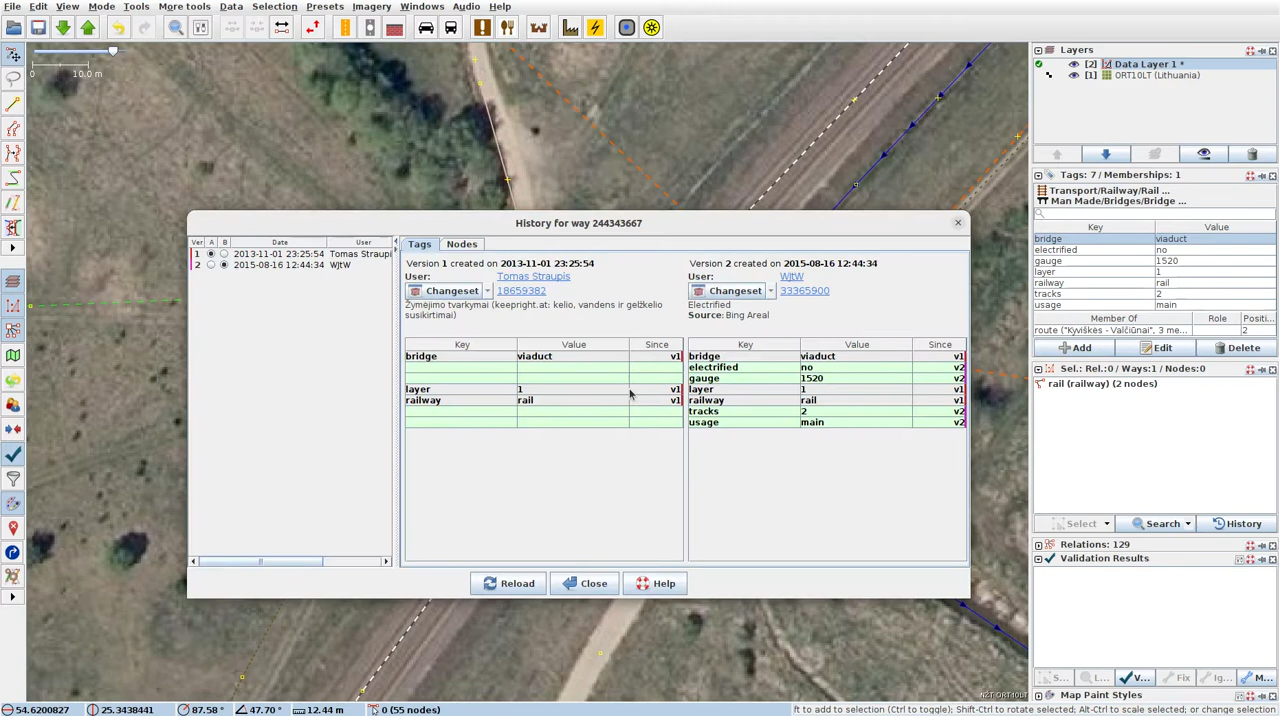 File Edit View Mode Tools More tools Data Selection Presets Imagery Windows Audio Help
0 10.0 m
Layers
[2] Data Layer 1 *
[1] ORT10LT (Lithuania)
Tags: 7 / Memberships: 1
Transport/Railway/Rail ...
Man Made/Bridges/Bridge ...
Key Value
bridge viaduct
electrified no
gauge 1520
layer 1
railway rail
tracks 2
usage main
Member Of Role Positi...
route ("Kyviškės - Valčiūnai", 3 me... 2
Add Edit Delete
Sel.: Rel.:0 / Ways:1 / Nodes:0
rail (railway) (2 nodes)
Select Search History
Relations: 129
Validation Results
S... L... V... Fix Ig... M...
Map Paint Styles
History for way 244343667
Ver A B Date User
1 2013-11-01 23:25:54 Tomas Straupi
2 2015-08-16 12:44:34 WJtW
Tags Nodes
Version 1 created on 2013-11-01 23:25:54
User: Tomas Straupis
Changeset 18659382
Žymėjimo tvarkymai (keepright.at: kelio, vandens ir geležkelio
susikirtimai)
Key Value Since
bridge viaduct v1
layer 1 v1
railway rail v1
Version 2 created on 2015-08-16 12:44:34
User: WJtW
Changeset 33365900
Electrified
Source: Bing Areal
Key Value Since
bridge viaduct v1
electrified no v2
gauge 1520 v2
layer 1 v1
railway rail v1
tracks 2 v2
usage main v2
Reload Close Help
NŽT ORT10LT
54.6200827 25.3438441 87.58 ° 47.70 ° 12.44 m 0 (55 nodes) ft to add to selection (Ctrl to toggle); Shift-Ctrl to rotate selected; Alt-Ctrl to scale selected; or change selection